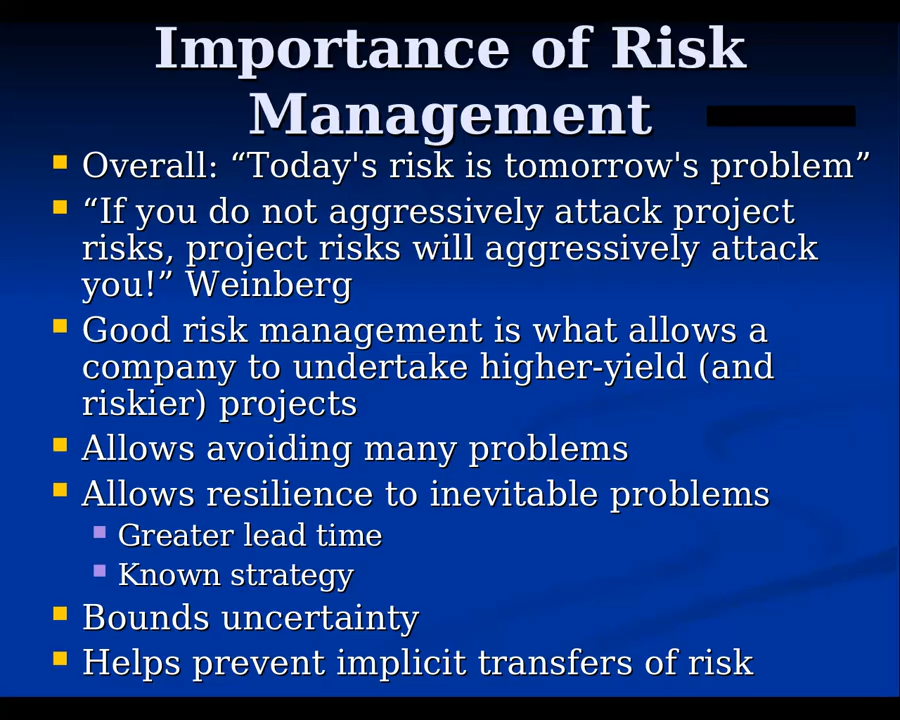 Importance of Risk
Management
Overall: “Today's risk is tomorrow's problem”
“If you do not aggressively attack project
risks, project risks will aggressively attack
you!” Weinberg
Good risk management is what allows a
company to undertake higher-yield (and
riskier) projects
Allows avoiding many problems
Allows resilience to inevitable problems
Greater lead time
Known strategy
Bounds uncertainty
Helps prevent implicit transfers of risk